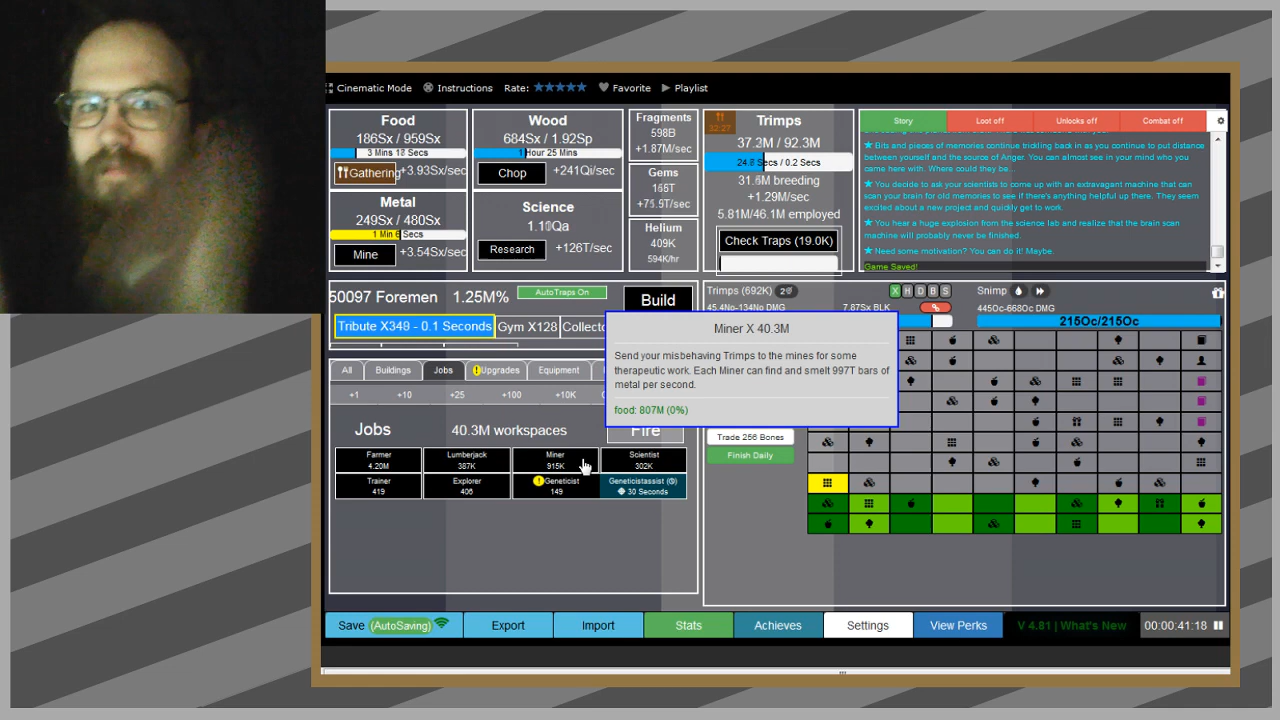 Cinematic Mode Instructions Rate: Favorite Playlist
Food
186Sx / 959Sx
3 Mins 18 Secs
Gathering +3.93Sx/sec
Wood
684Sx / 1.92Sp
1 Hour 25 Mins
Chop +241Qi/sec
Metal
249Sx / 480Sx
1 Min 6 Secs
Mine +3.54Sx/sec
Science
Research +126T/sec
Fragments
598B
+1.87M/sec
Gems
+75.9T/sec
Helium
409K
594K/hr
Trimps
32:27
37.3M / 92.3M
24.8 Secs / 0.2 Secs
31.6M breeding
+1.29M/sec
5.81M/46.1M employed
Check Traps (19.0K)
Story Loot off Unlocks off Combat off
Bits and pieces of memories continue trickling back in as you continue to put distance
between yourself and the source of Anger. You can almost see in your mind who you
came here with. Where could they be...
You decide to ask your scientists to come up with an extravagant machine that can
scan your brain for old memories to see if there's anything helpful up there. They seem
excited about a new project and quickly get to work.
You hear a huge explosion from the science lab and realize that the brain scan
machine will probably never be finished.
Need some motivation? You can do it! Maybe.
Game Saved!
50097 Foremen 1.25M% AutoTraps On Build
Tribute X349 - 0.1 Seconds Gym X128 Collecto
Trimps (692K) 2
X H D B S
Snimp
45.4No-134No DMG 7.87Sx BLK
%
445Oc-668Oc DMG
215Oc/215Oc
Miner X 40.3M
Send your misbehaving Trimps to the mines for some
therapeutic work. Each Miner can find and smelt 997T bars of
metal per second.
food: 807M (0%)
All Buildings Jobs Upgrades Equipment
+1 +10 +25 +100 +10K
Jobs 40.3M workspaces Fire
Farmer
4.20M
Lumberjack
387K
Miner
915K
Scientist
302K
Trainer
419
Explorer
406
Geneticist
149
Geneticistassist
30 Seconds
Trade 256 Bones
Finish Daily
Save (AutoSaving) Export Import Stats Achieves Settings View Perks V 4.81 | What's New 00:00:41:18